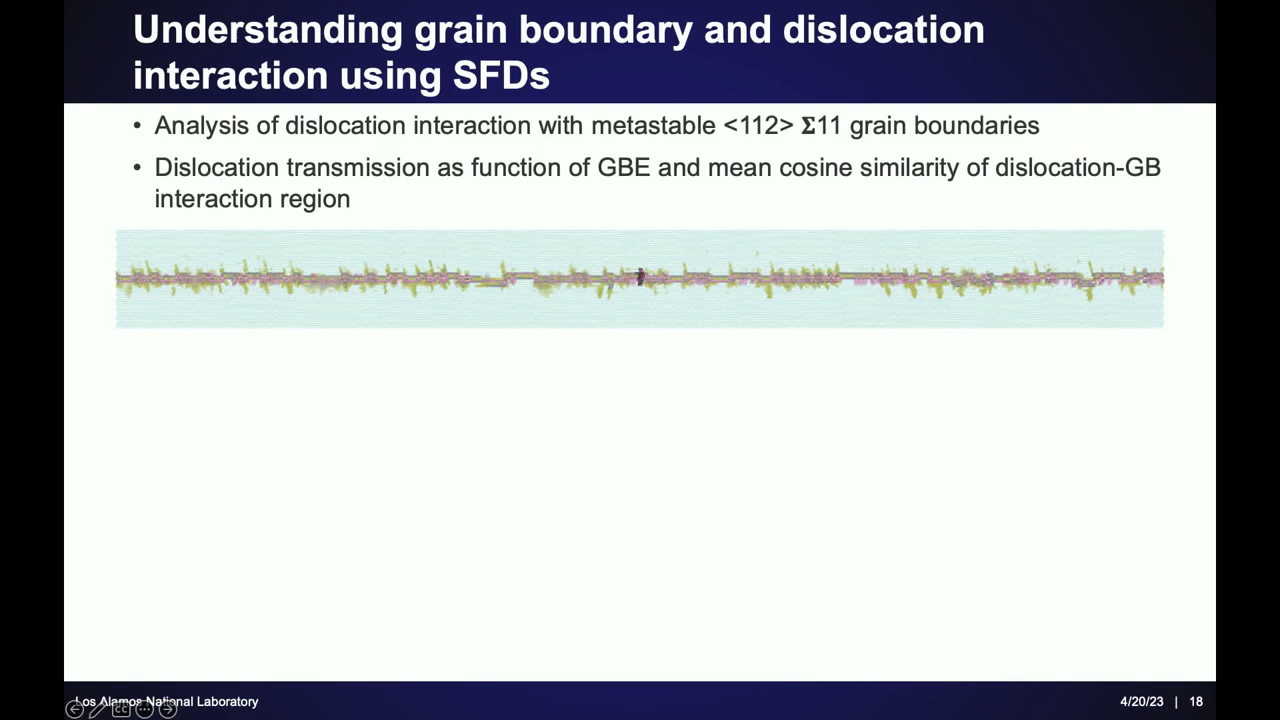 Understanding grain boundary and dislocation
interaction using SFDs
• Analysis of dislocation interaction with metastable <112> Σ11 grain boundaries
• Dislocation transmission as function of GBE and mean cosine similarity of dislocation-GB
interaction region
Los Alamos National Laboratory
4/20/23 | 18